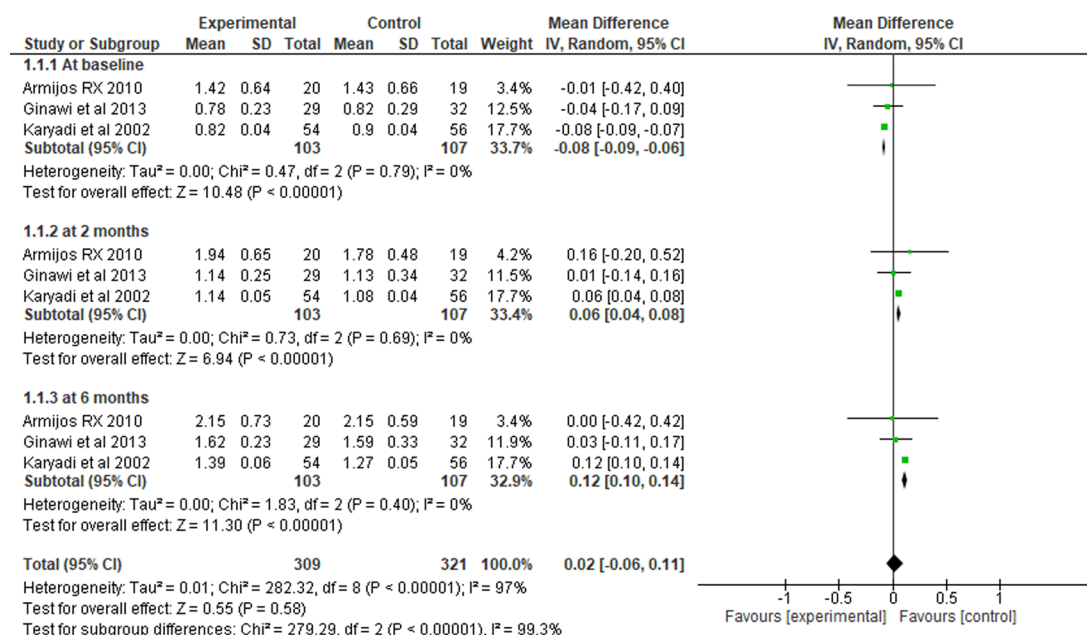 Experimental Control Mean Difference Mean Difference
Study or Subgroup Mean SD Total Mean SD Total Weight IV, Random, 95% CI IV, Random, 95% CI
1.1.1 At baseline
Armijos RX 2010 1.42 0.64 20 1.43 0.66 19 3.4% -0.01 [-0.42, 0.40]
Ginawi et al 2013 0.78 0.23 29 0.82 0.29 32 12.5% -0.04 [-0.17, 0.09]
Karyadi et al 2002 0.82 0.04 54 0.9 0.04 56 17.7% -0.08 [-0.09, -0.07]
Subtotal (95% CI) 103 107 33.7% -0.08 [-0.09, -0.06]
Heterogeneity: Tau² = 0.00; Chi² = 0.47, df = 2 (P = 0.79); I² = 0%
Test for overall effect: Z = 10.48 (P < 0.00001)
1.1.2 at 2 months
Armijos RX 2010 1.94 0.65 20 1.78 0.48 19 4.2% 0.16 [-0.20, 0.52]
Ginawi et al 2013 1.14 0.25 29 1.13 0.34 32 11.5% 0.01 [-0.14, 0.16]
Karyadi et al 2002 1.14 0.05 54 1.08 0.04 56 17.7% 0.06 [0.04, 0.08]
Subtotal (95% CI) 103 107 33.4% 0.06 [0.04, 0.08]
Heterogeneity: Tau² = 0.00; Chi² = 0.73, df = 2 (P = 0.69); I² = 0%
Test for overall effect: Z = 6.94 (P < 0.00001)
1.1.3 at 6 months
Armijos RX 2010 2.15 0.73 20 2.15 0.59 19 3.4% 0.00 [-0.42, 0.42]
Ginawi et al 2013 1.62 0.23 29 1.59 0.33 32 11.9% 0.03 [-0.11, 0.17]
Karyadi et al 2002 1.39 0.06 54 1.27 0.05 56 17.7% 0.12 [0.10, 0.14]
Subtotal (95% CI) 103 107 32.9% 0.12 [0.10, 0.14]
Heterogeneity: Tau² = 0.00; Chi² = 1.83, df = 2 (P = 0.40); I² = 0%
Test for overall effect: Z = 11.30 (P < 0.00001)
Total (95% CI) 309 321 100.0% 0.02 [-0.06, 0.11]
Heterogeneity: Tau² = 0.01; Chi² = 282.32, df = 8 (P < 0.00001); I² = 97%
Test for overall effect: Z = 0.55 (P = 0.58)
Test for subgroup differences: Chi² = 279.29, df = 2 (P < 0.00001), I² = 99.3%
-1 -0.5 0 0.5 1
Favours [experimental] Favours [control]